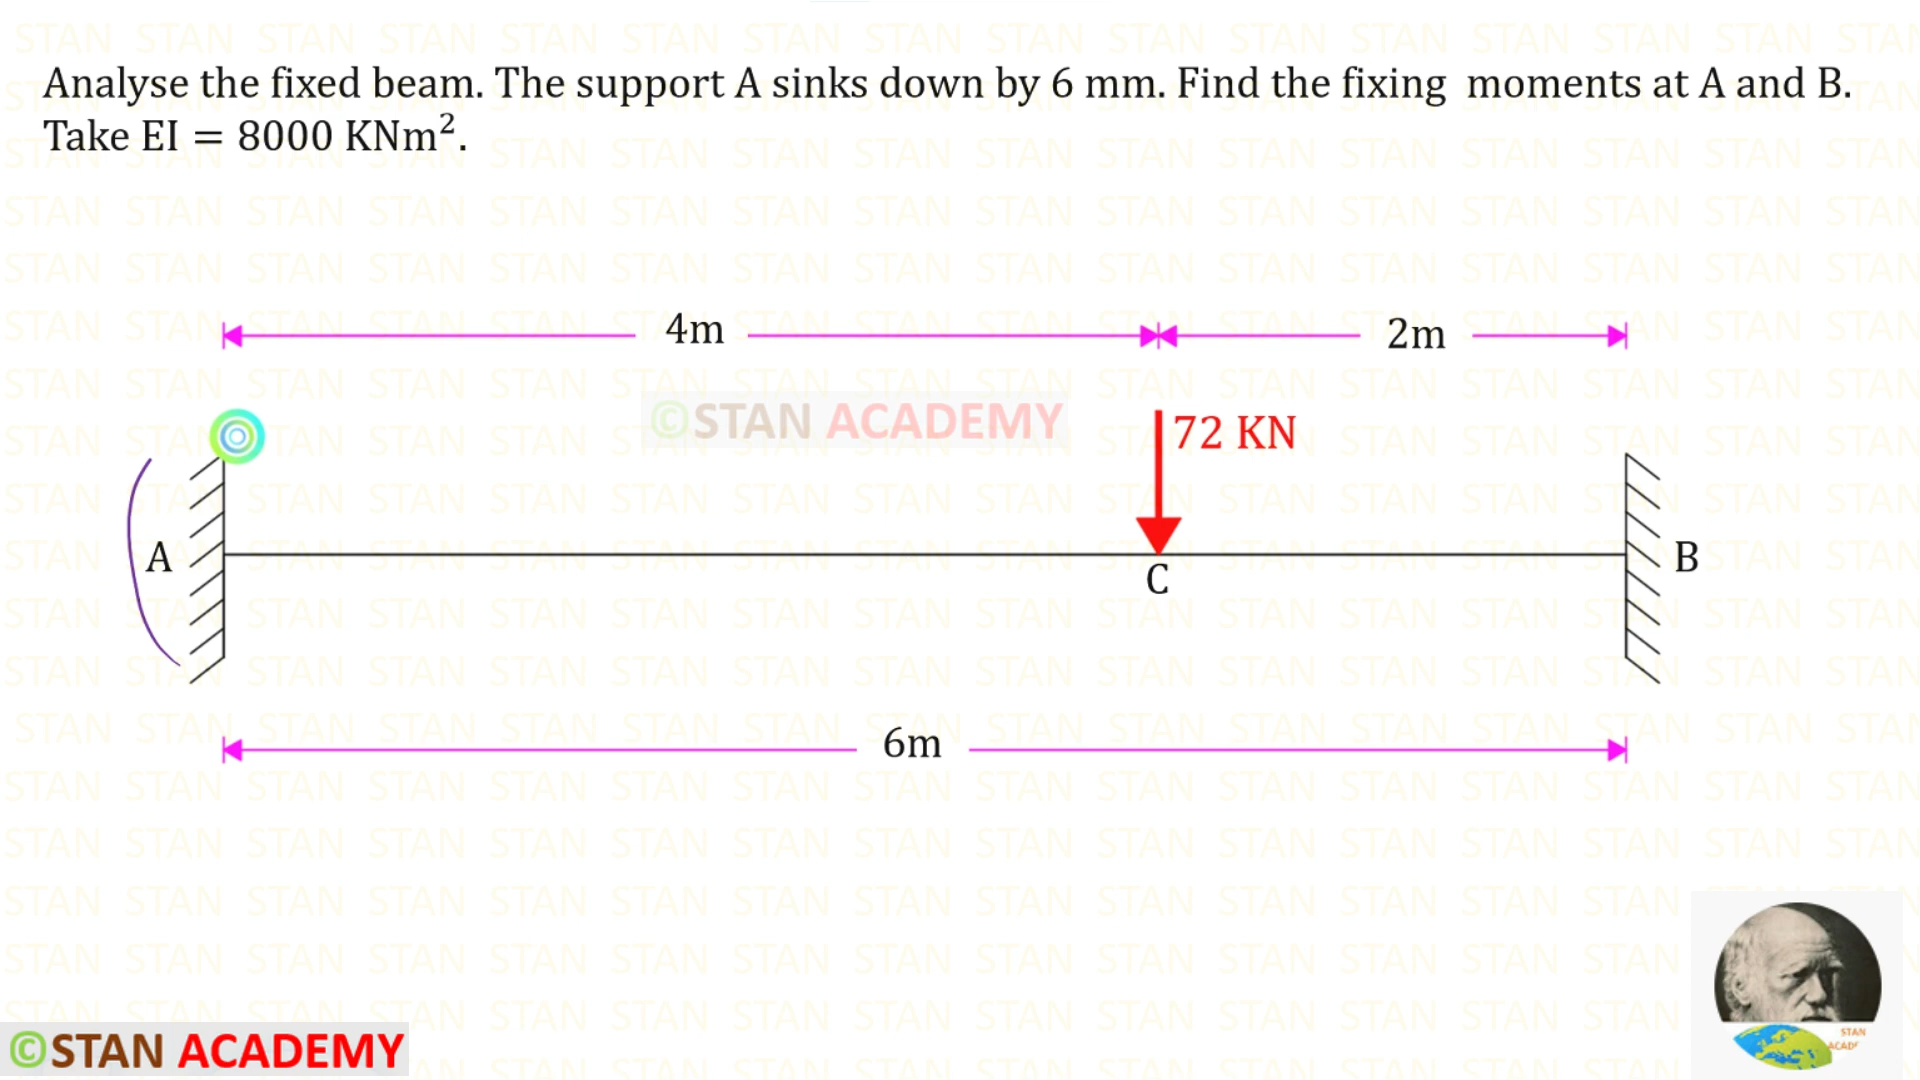 Analyse the fixed beam. The support A sinks down by 6 mm. Find the fixing moments at A and B.
Take EI = 8000 KNm².
4m
2m
©STAN ACADEMY
72 KN
A
C
B
6m
©STAN ACADEMY
STAN